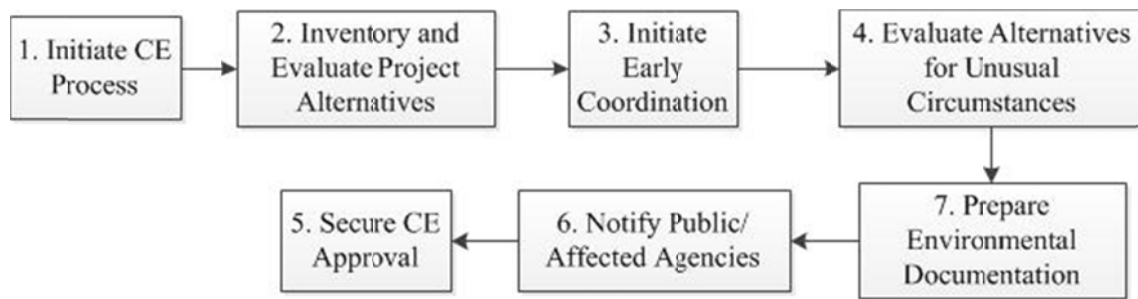 1. Initiate CE
Process
2. Inventory and
Evaluate Project
Alternatives
3. Initiate
Early
Coordination
4. Evaluate Alternatives
for Unusual
Circumstances
5. Secure CE
Approval
6. Notify Public/
Affected Agencies
7. Prepare
Environmental
Documentation